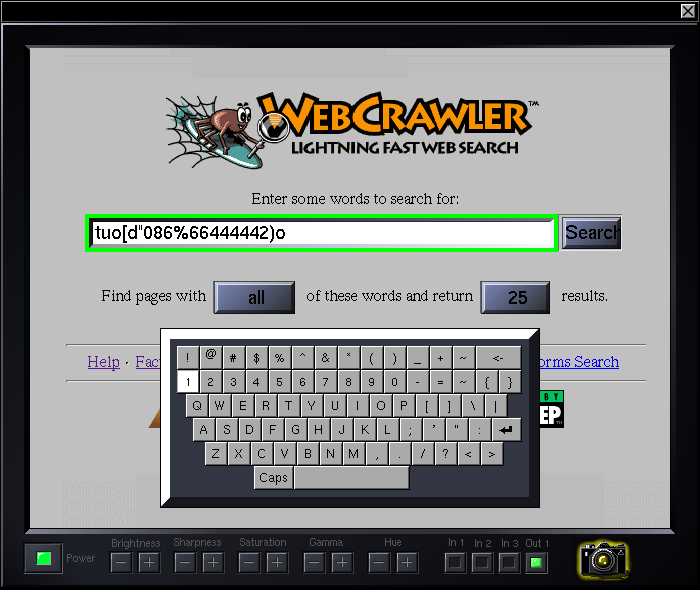 WEBCRAWLER™
LIGHTNING FAST WEB SEARCH
Enter some words to search for:
tuo[d"086%66444442)o Search
Find pages with all of these words and return 25 results.
! @ # $ % ^ & * ( ) _ + ~ <-
Help · Fac 1 2 3 4 5 6 7 8 9 0 - = ~ { } orms Search
Q W E R T Y U I O P [ ] \ |
A S D F G H J K L ; ' " :
BY
EP™
Z X C V B N M , . / ? < >
Caps
Power Brightness Sharpness Saturation Gamma Hue In 1 In 2 In 3 Out 1
− + − + − + − + − +